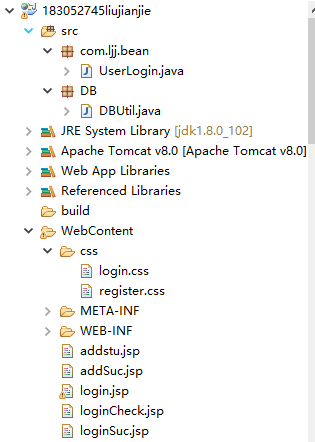 183052745liujianjie
src
com.ljj.bean
UserLogin.java
DB
DBUtil.java
JRE System Library [jdk1.8.0_102]
Apache Tomcat v8.0 [Apache Tomcat v8.0]
Web App Libraries
Referenced Libraries
build
WebContent
css
login.css
register.css
META-INF
WEB-INF
addstu.jsp
addSuc.jsp
login.jsp
loginCheck.jsp
loginSuc.jsp